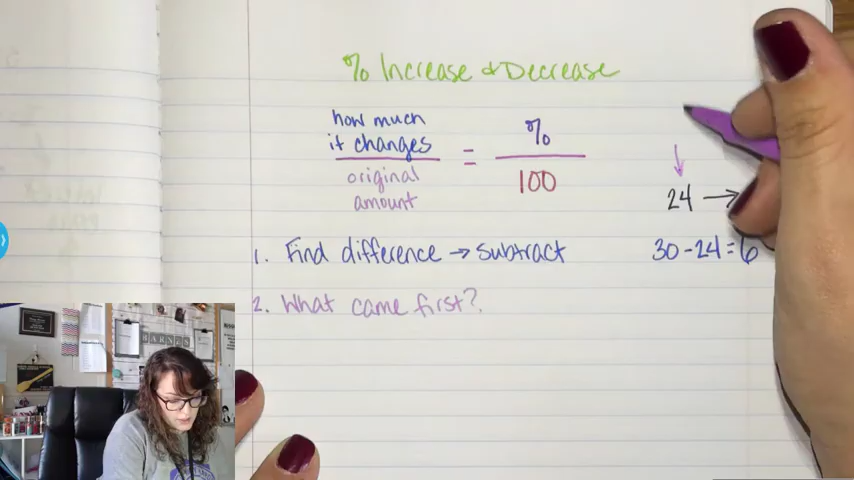 % Increase & Decrease
how much
it changes
original
amount
=
%
100
24 →
1. Find difference → subtract
30 - 24 = 6
2. What came first?
BARNES